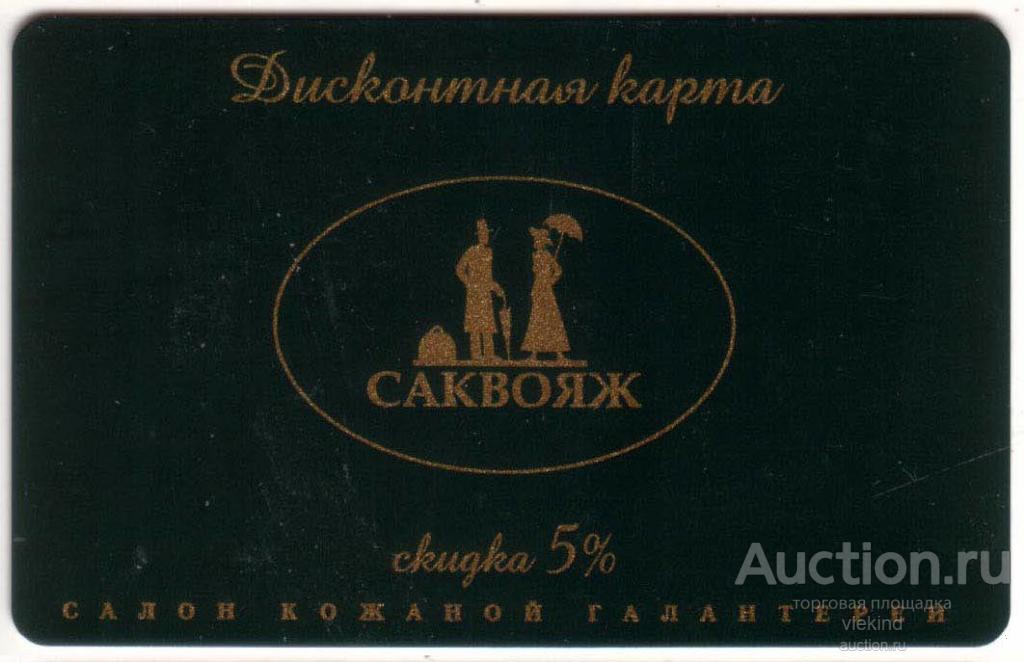 Дисконтная карта
САКВОЯЖ
скидка 5%
САЛОН КОЖАНОЙ ГАЛАНТЕРЕИ
Auction.ru
торговая площадка
vlekind
auction.ru